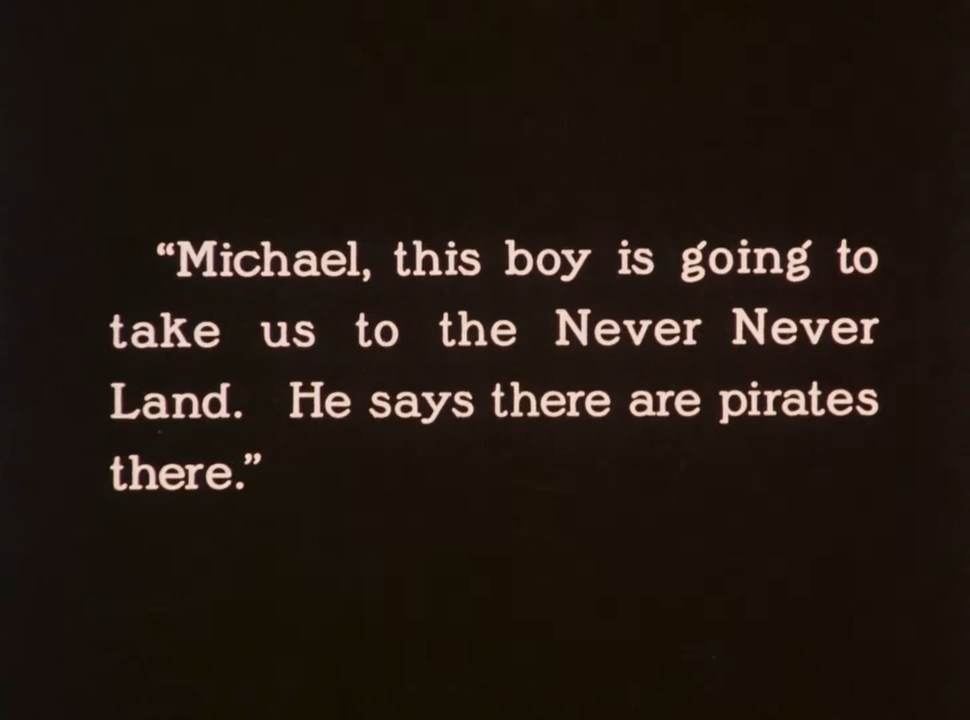 “Michael, this boy is going to
take us to the Never Never
Land. He says there are pirates
there.”